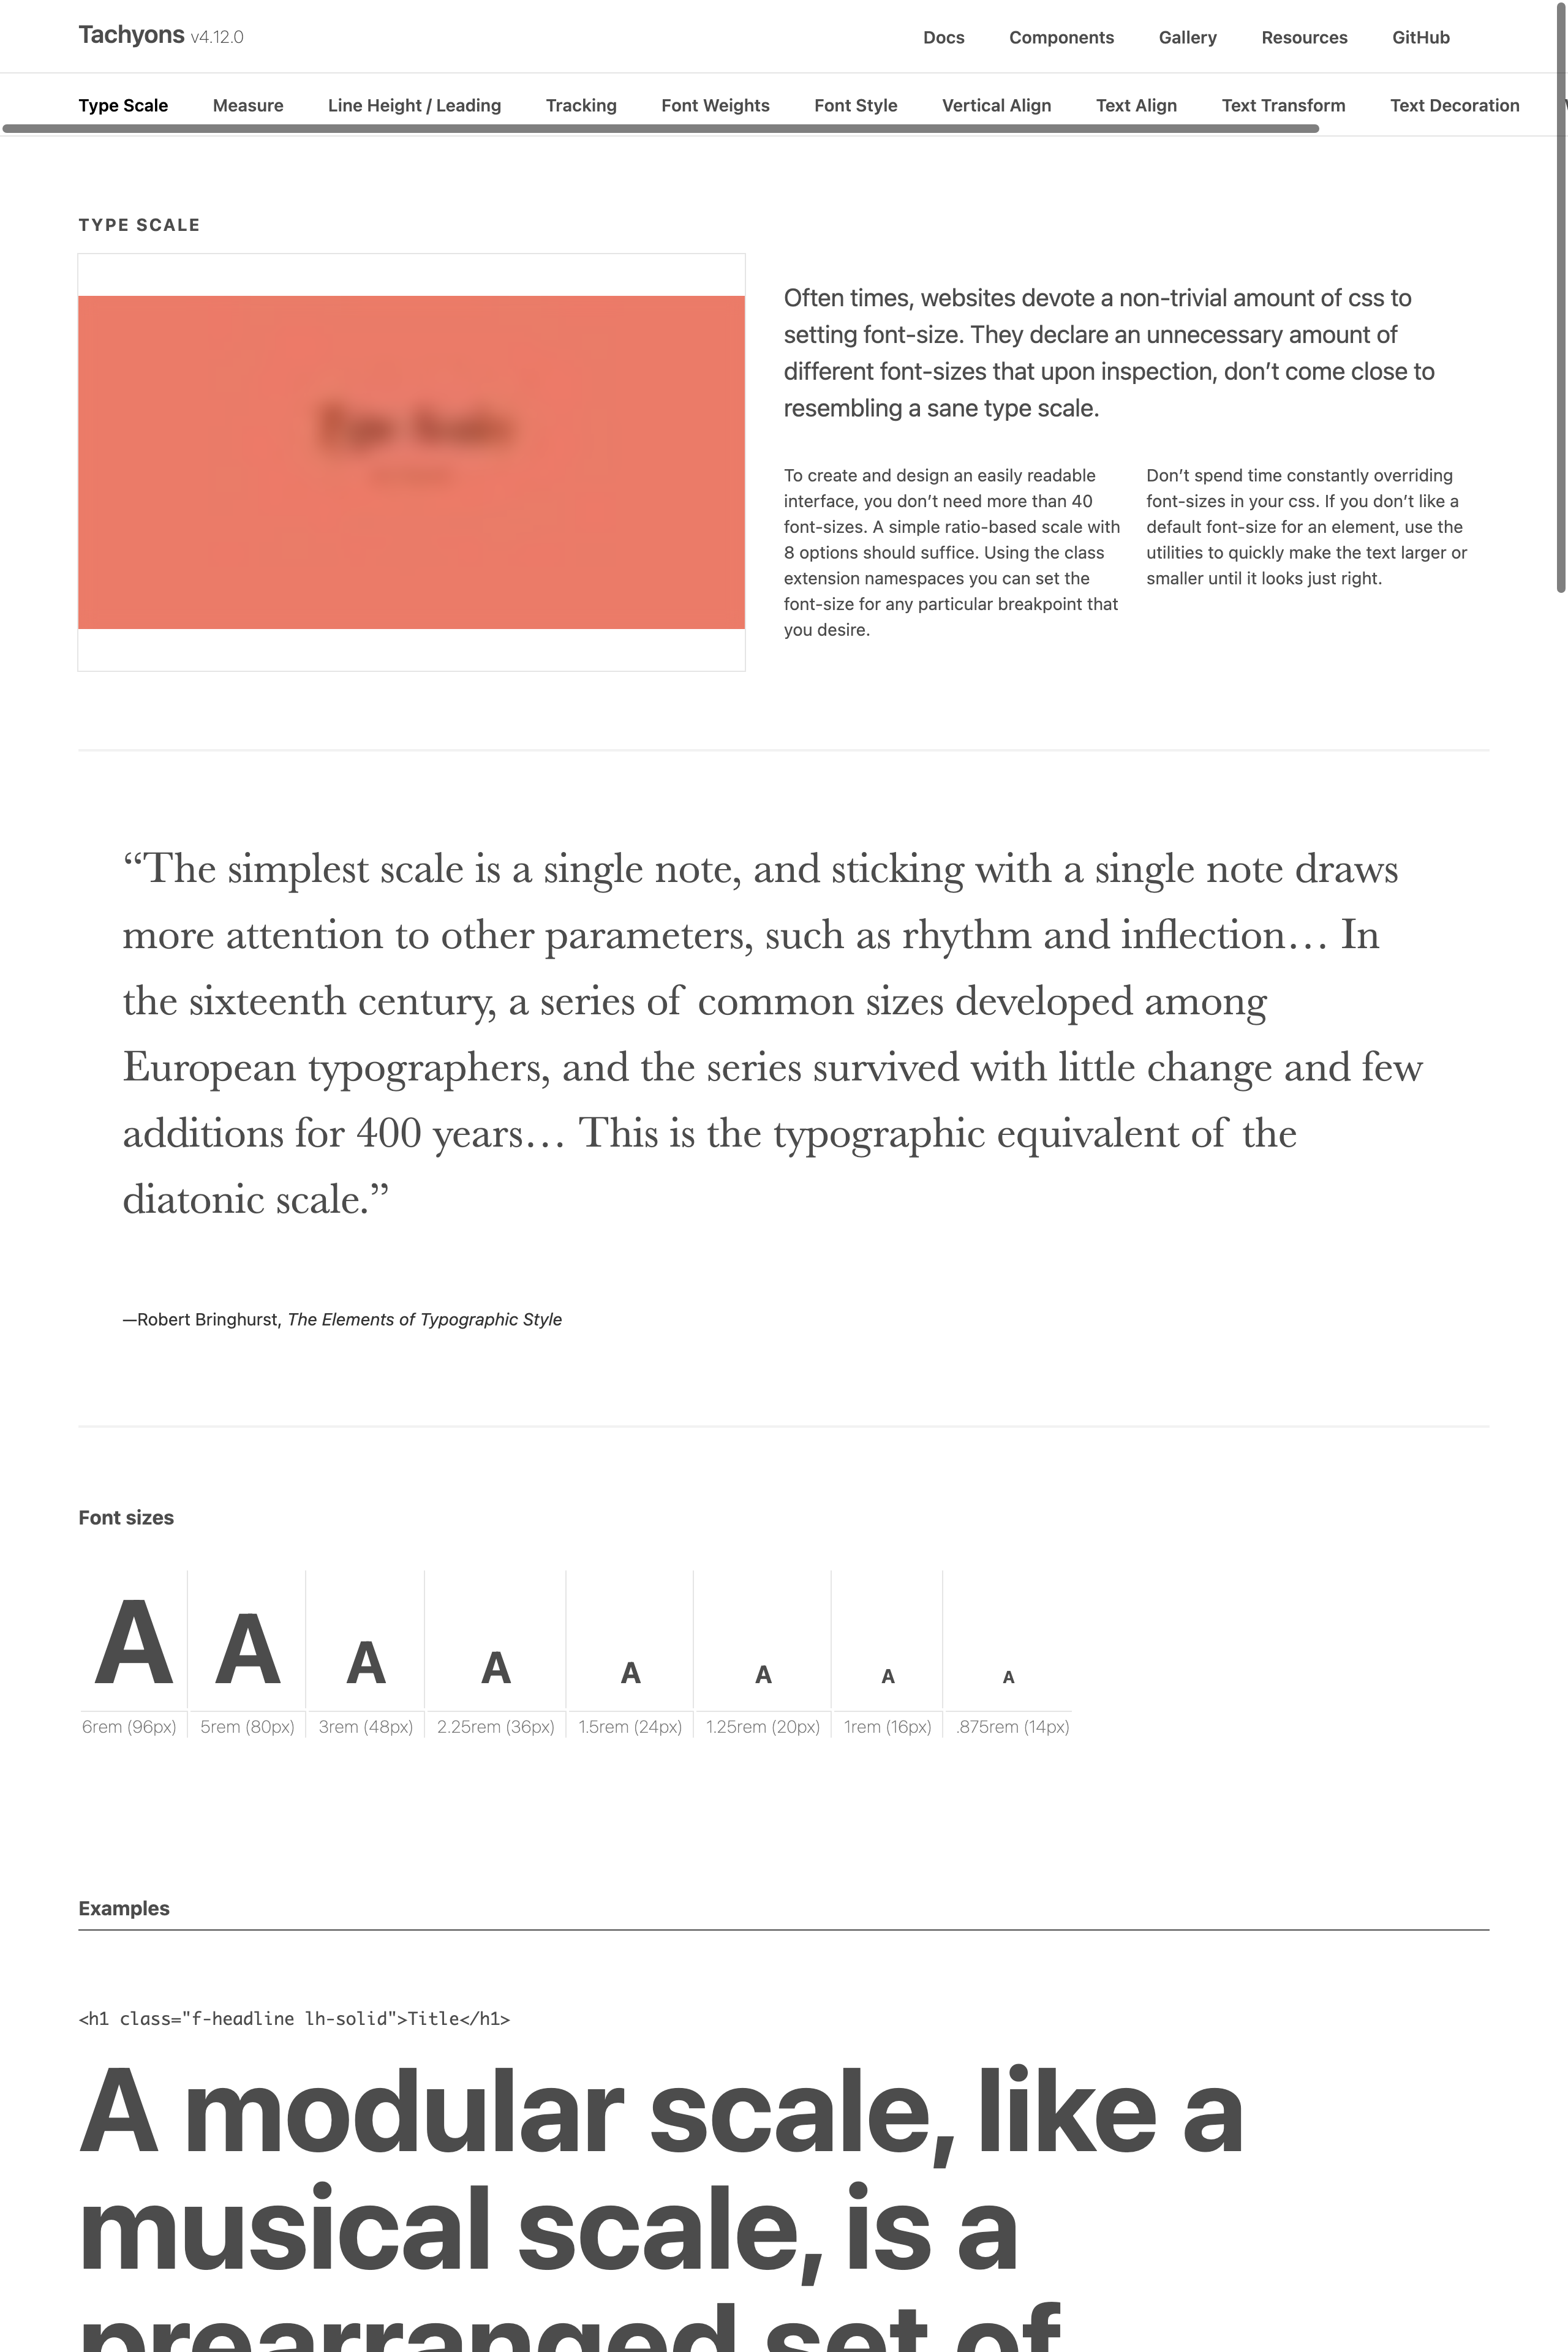 Tachyons v4.12.0
Docs Components Gallery Resources GitHub
Type Scale Measure Line Height / Leading Tracking Font Weights Font Style Vertical Align Text Align Text Transform Text Decoration
TYPE SCALE
Often times, websites devote a non-trivial amount of css to
setting font-size. They declare an unnecessary amount of
different font-sizes that upon inspection, don’t come close to
resembling a sane type scale.
To create and design an easily readable
interface, you don’t need more than 40
font-sizes. A simple ratio-based scale with
8 options should suffice. Using the class
extension namespaces you can set the
font-size for any particular breakpoint that
you desire.
Don’t spend time constantly overriding
font-sizes in your css. If you don’t like a
default font-size for an element, use the
utilities to quickly make the text larger or
smaller until it looks just right.
“The simplest scale is a single note, and sticking with a single note draws
more attention to other parameters, such as rhythm and inflection… In
the sixteenth century, a series of common sizes developed among
European typographers, and the series survived with little change and few
additions for 400 years… This is the typographic equivalent of the
diatonic scale.”
—Robert Bringhurst, The Elements of Typographic Style
Font sizes
A A A A A A A A
6rem (96px) 5rem (80px) 3rem (48px) 2.25rem (36px) 1.5rem (24px) 1.25rem (20px) 1rem (16px) .875rem (14px)
Examples
<h1 class="f-headline lh-solid">Title</h1>
A modular scale, like a
musical scale, is a
prearranged set of